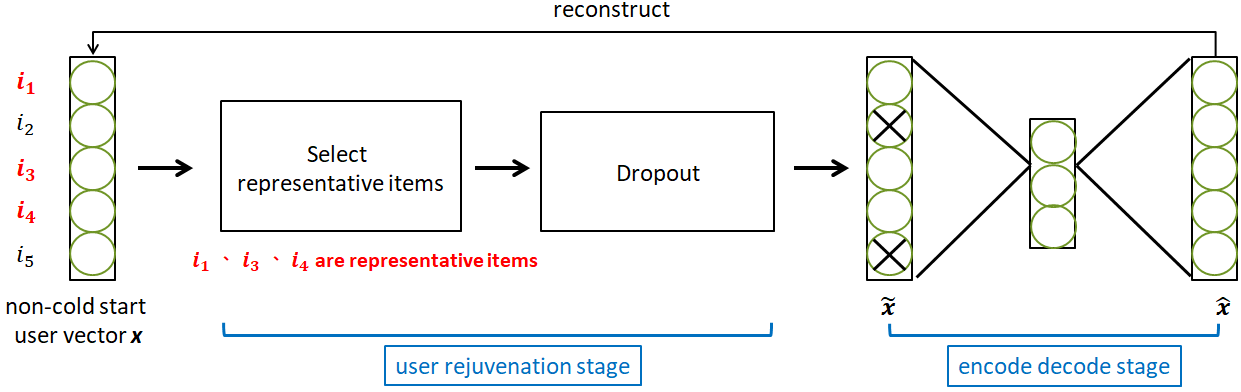 reconstruct
i₁
i₂
i₃
i₄
i₅
Select
representative items
Dropout
i₁ 、 i₃ 、 i₄ are representative items
non-cold start
user vector x
x̃
x̂
user rejuvenation stage
encode decode stage